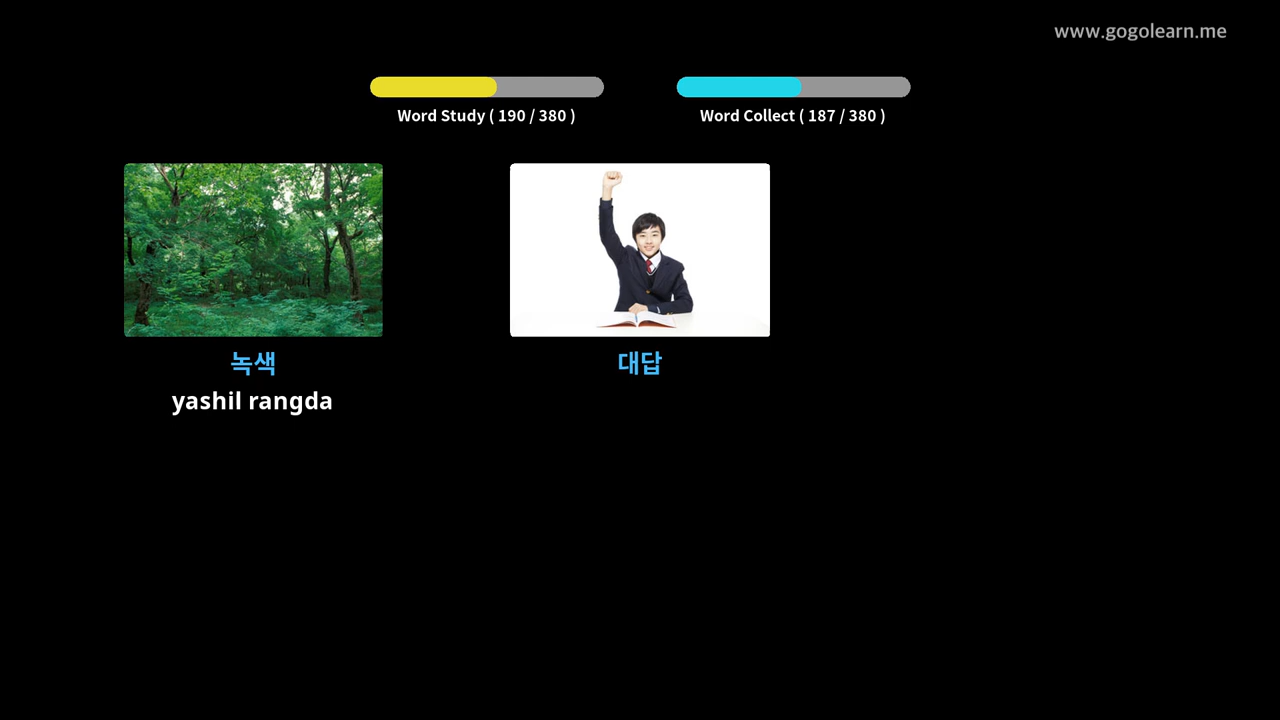 www.gogolearn.me
Word Study ( 190 / 380 )
Word Collect ( 187 / 380 )
녹색
대답
yashil rangda